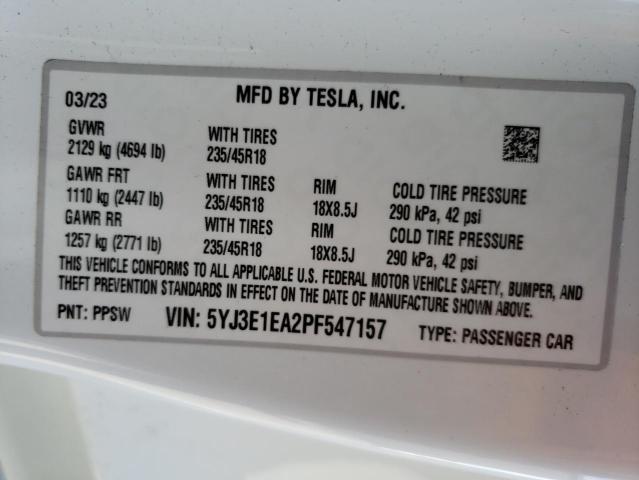 03/23 MFD BY TESLA, INC.
GVWR WITH TIRES
2129 kg (4694 lb) 235/45R18
GAWR FRT WITH TIRES RIM COLD TIRE PRESSURE
1110 kg (2447 lb) 235/45R18 18X8.5J 290 kPa, 42 psi
GAWR RR WITH TIRES RIM COLD TIRE PRESSURE
1257 kg (2771 lb) 235/45R18 18X8.5J 290 kPa, 42 psi
THIS VEHICLE CONFORMS TO ALL APPLICABLE U.S. FEDERAL MOTOR VEHICLE SAFETY, BUMPER, AND
THEFT PREVENTION STANDARDS IN EFFECT ON THE DATE OF MANUFACTURE SHOWN ABOVE.
PNT: PPSW VIN: 5YJ3E1EA2PF547157 TYPE: PASSENGER CAR